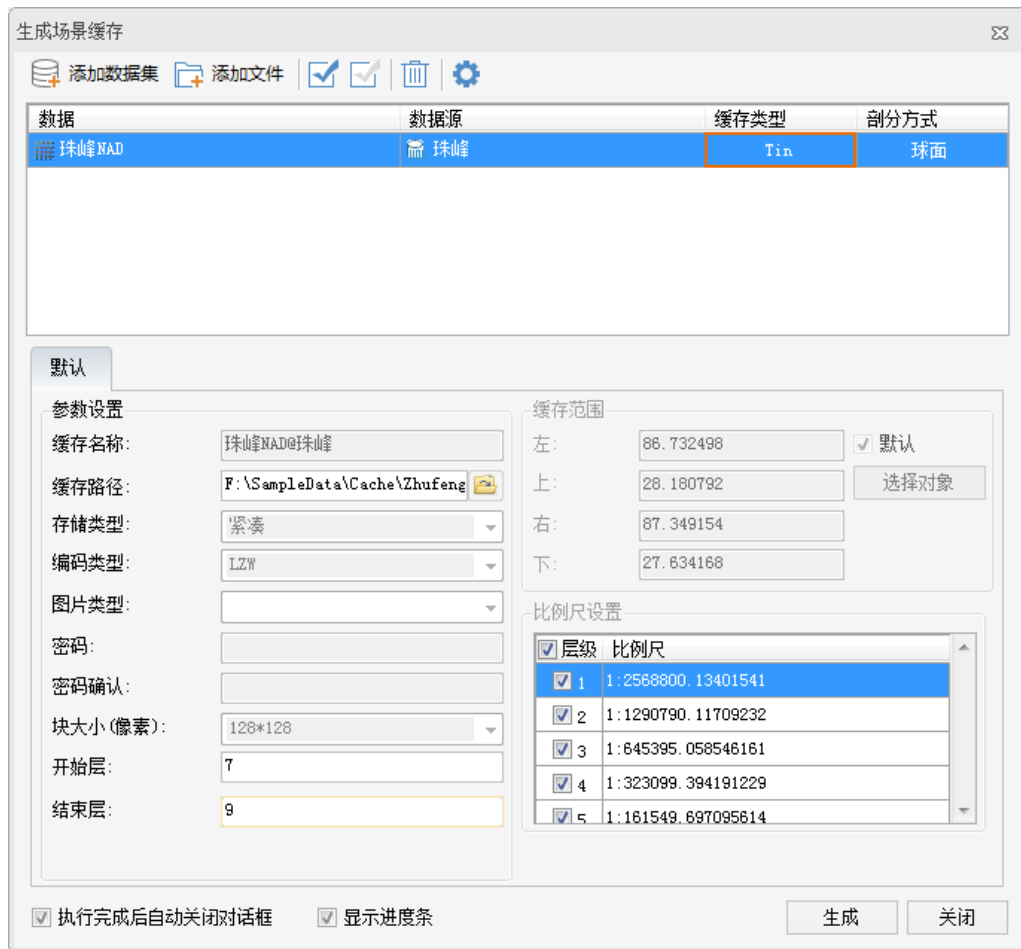 生成场景缓存
添加数据集 添加文件
数据 数据源 缓存类型 剖分方式
珠峰NAD 珠峰 Tin 球面
默认
参数设置
缓存名称: 珠峰NAD@珠峰
缓存路径: F:\SampleData\Cache\Zhufeng
存储类型: 紧凑
编码类型: LZW
图片类型:
密码:
密码确认:
块大小(像素): 128*128
开始层: 7
结束层: 9
缓存范围
左: 86.732498 默认
上: 28.180792 选择对象
右: 87.349154
下: 27.634168
比例尺设置
层级 比例尺
1 1:2568800.13401541
2 1:1290790.11709232
3 1:645395.058546161
4 1:323099.394191229
5 1:161549.697095614
执行完成后自动关闭对话框 显示进度条 生成 关闭